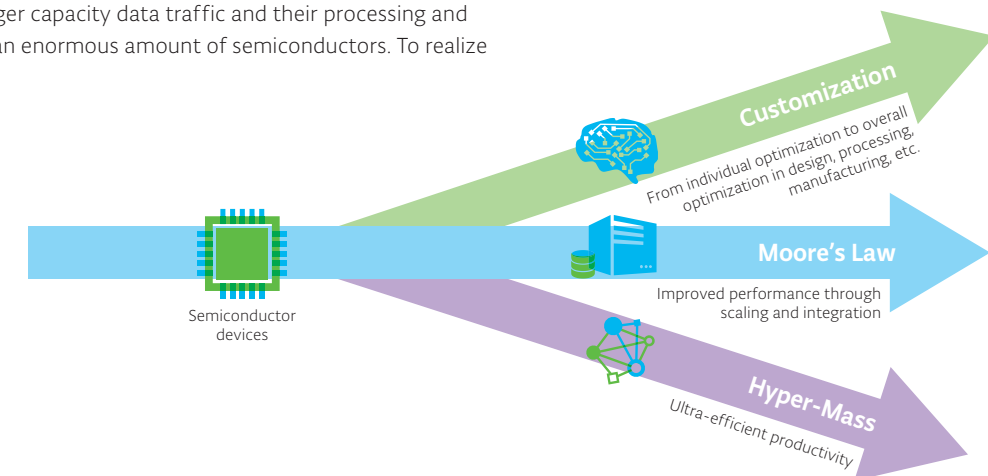 ger capacity data traffic and their processing and
an enormous amount of semiconductors. To realize
Customization
From individual optimization to overall
optimization in design, processing,
manufacturing, etc.
Moore's Law
Improved performance through
scaling and integration
Semiconductor
devices
Hyper-Mass
Ultra-efficient productivity